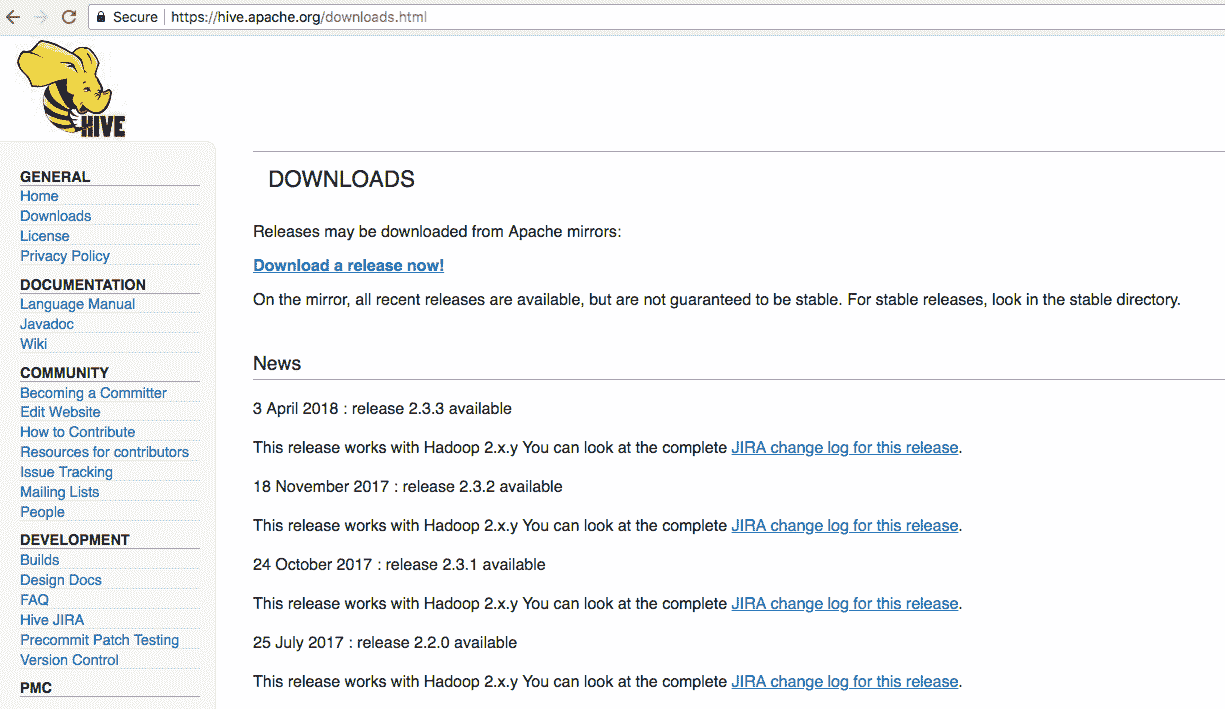 Secure | https://hive.apache.org/downloads.html
HIVE
GENERAL
Home
Downloads
License
Privacy Policy
DOCUMENTATION
Language Manual
Javadoc
Wiki
COMMUNITY
Becoming a Committer
Edit Website
How to Contribute
Resources for contributors
Issue Tracking
Mailing Lists
People
DEVELOPMENT
Builds
Design Docs
FAQ
Hive JIRA
Precommit Patch Testing
Version Control
PMC
DOWNLOADS
Releases may be downloaded from Apache mirrors:
Download a release now!
On the mirror, all recent releases are available, but are not guaranteed to be stable. For stable releases, look in the stable directory.
News
3 April 2018 : release 2.3.3 available
This release works with Hadoop 2.x.y You can look at the complete JIRA change log for this release.
18 November 2017 : release 2.3.2 available
This release works with Hadoop 2.x.y You can look at the complete JIRA change log for this release.
24 October 2017 : release 2.3.1 available
This release works with Hadoop 2.x.y You can look at the complete JIRA change log for this release.
25 July 2017 : release 2.2.0 available
This release works with Hadoop 2.x.y You can look at the complete JIRA change log for this release.